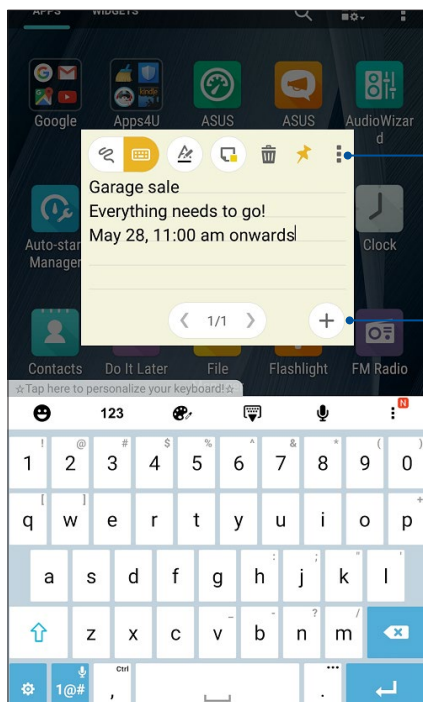 APPS WIDGETS
Google Apps4U ASUS ASUS AudioWizar
d
Garage sale
Everything needs to go!
May 28, 11:00 am onwards
Auto-star
Manager
Clock
1/1
Contacts Do It Later File Flashlight FM Radio
☆Tap here to personalize your keyboard!☆
123
N
! @ # $ % ^ & * ( )
1 2 3 4 5 6 7 8 9 0
[ ] +
q w e r t y u i o p
: ; " '
a s d f g h j k l
_ - ? /
z x c v b n m
Ctrl ...
1@# , .